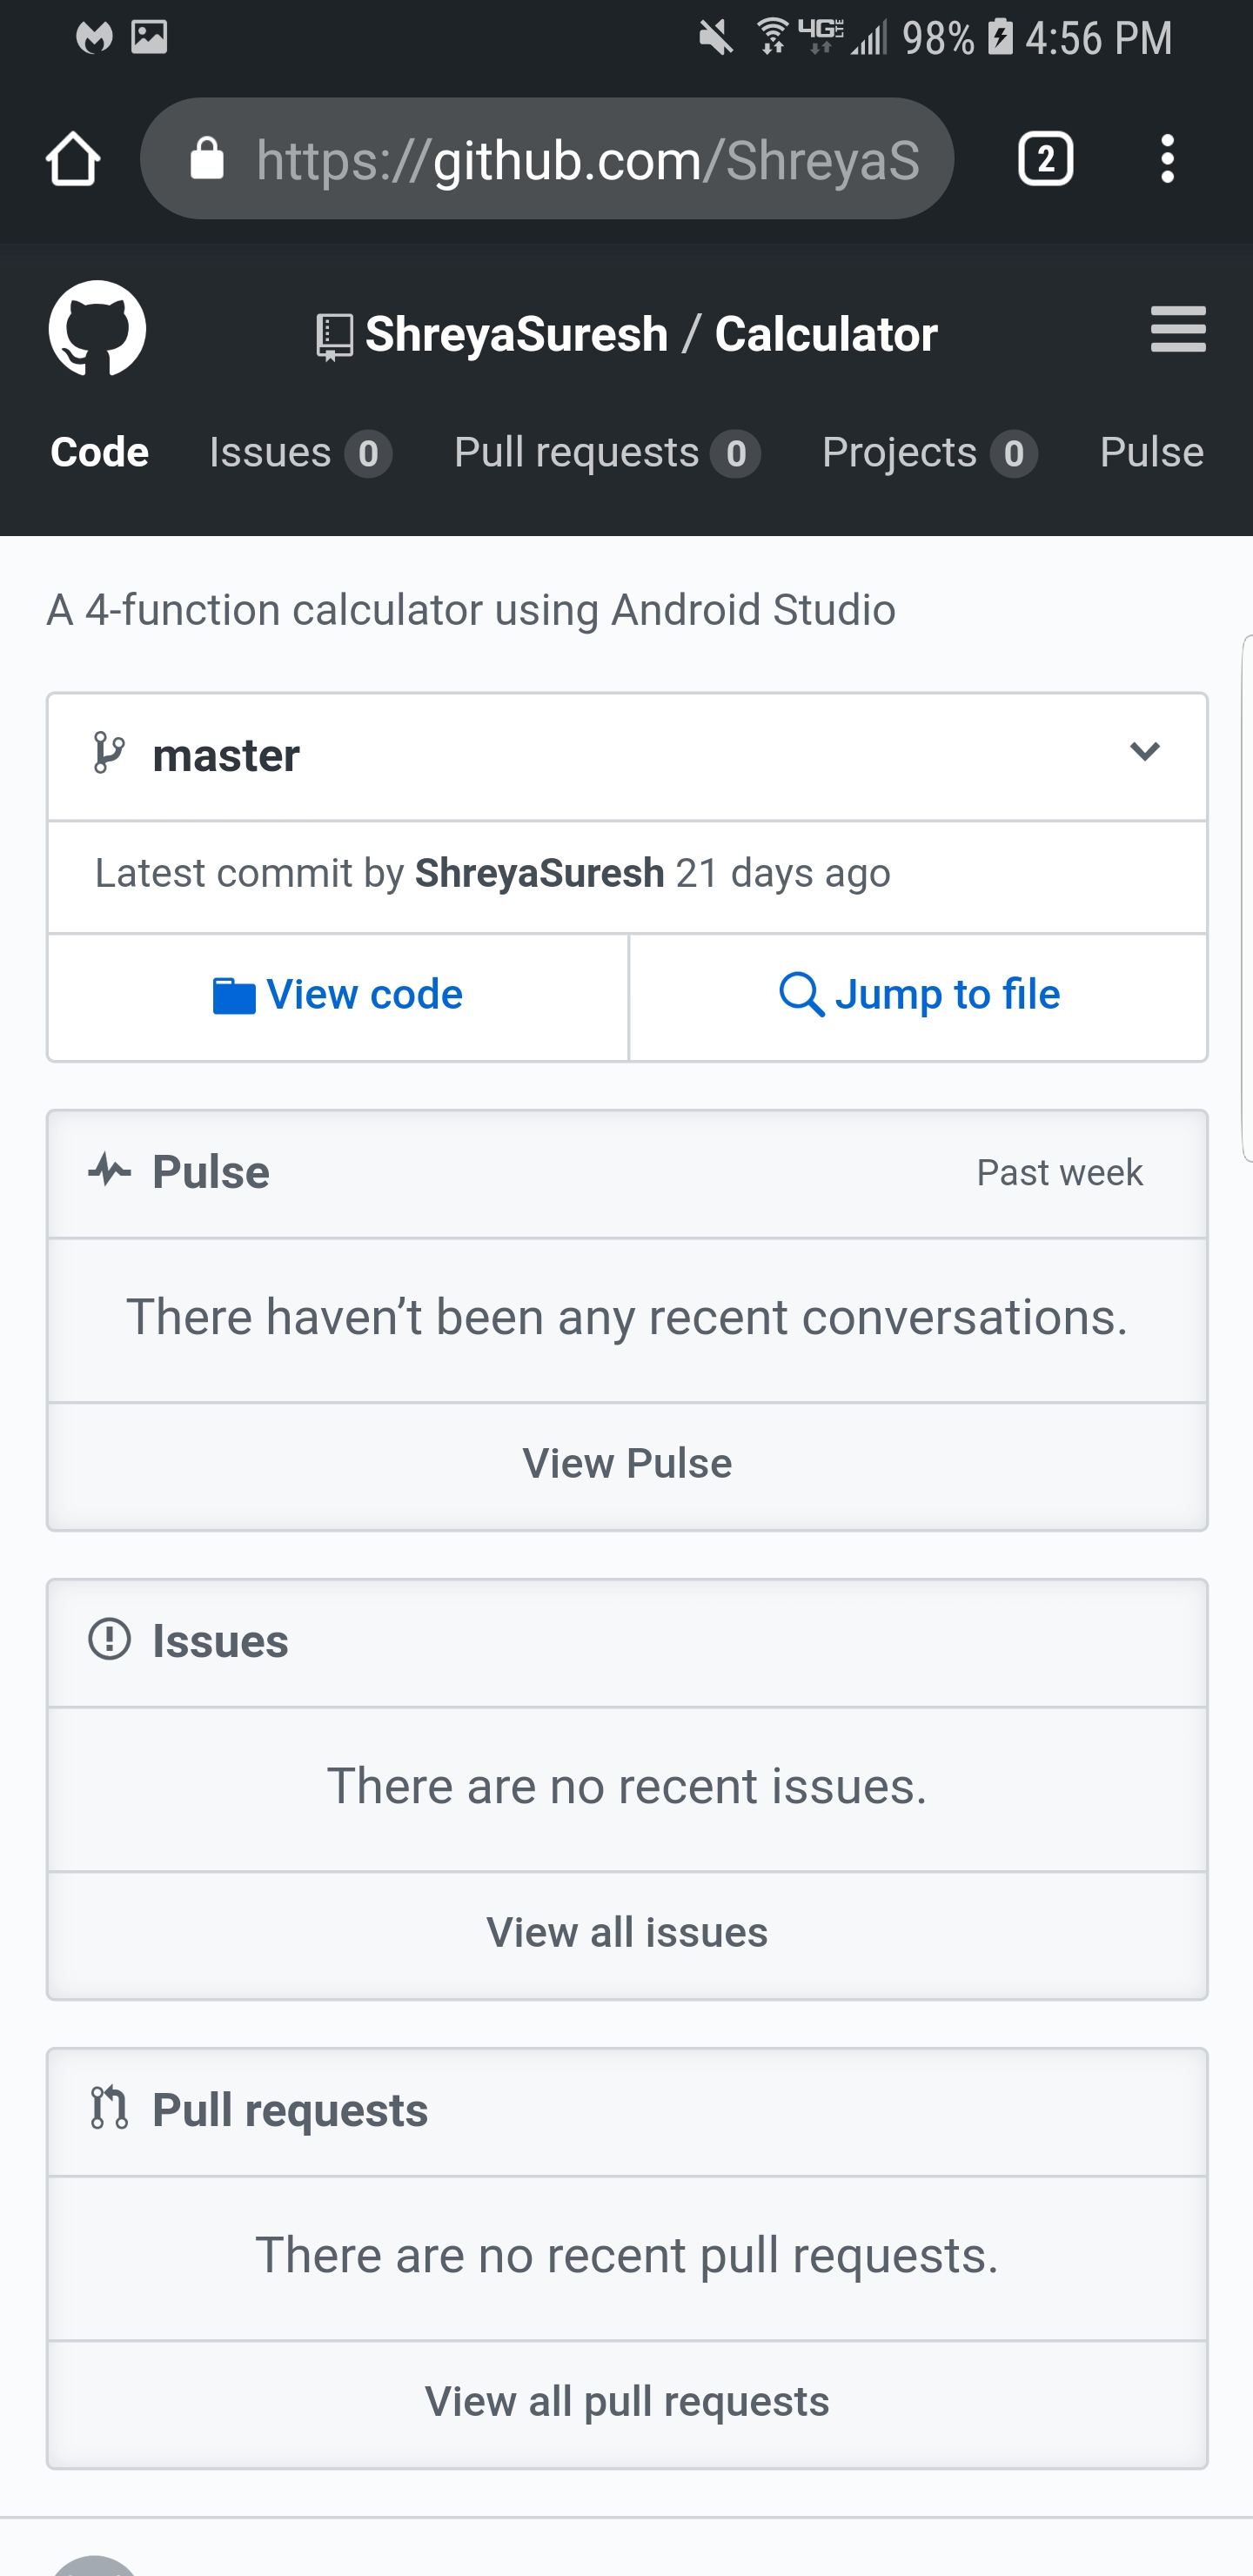 4G LTE 98% 4:56 PM
https://github.com/ShreyaS 2
ShreyaSuresh / Calculator
Code Issues 0 Pull requests 0 Projects 0 Pulse
A 4-function calculator using Android Studio
master
Latest commit by ShreyaSuresh 21 days ago
View code Jump to file
Pulse Past week
There haven’t been any recent conversations.
View Pulse
Issues
There are no recent issues.
View all issues
Pull requests
There are no recent pull requests.
View all pull requests